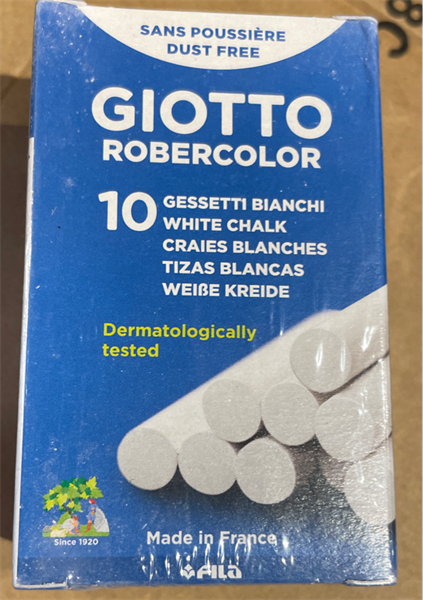 SANS POUSSIÈRE
DUST FREE
GIOTTO
ROBERCOLOR
10
GESSETTI BIANCHI
WHITE CHALK
CRAIES BLANCHES
TIZAS BLANCAS
WEIßE KREIDE
Dermatologically
tested
Since 1920
Made in France
FILA